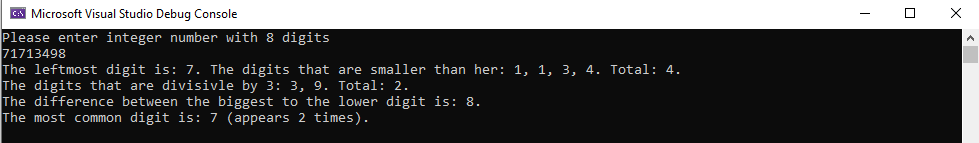 Microsoft Visual Studio Debug Console
Please enter integer number with 8 digits
71713498
The leftmost digit is: 7. The digits that are smaller than her: 1, 1, 3, 4. Total: 4.
The digits that are divisivle by 3: 3, 9. Total: 2.
The difference between the biggest to the lower digit is: 8.
The most common digit is: 7 (appears 2 times).